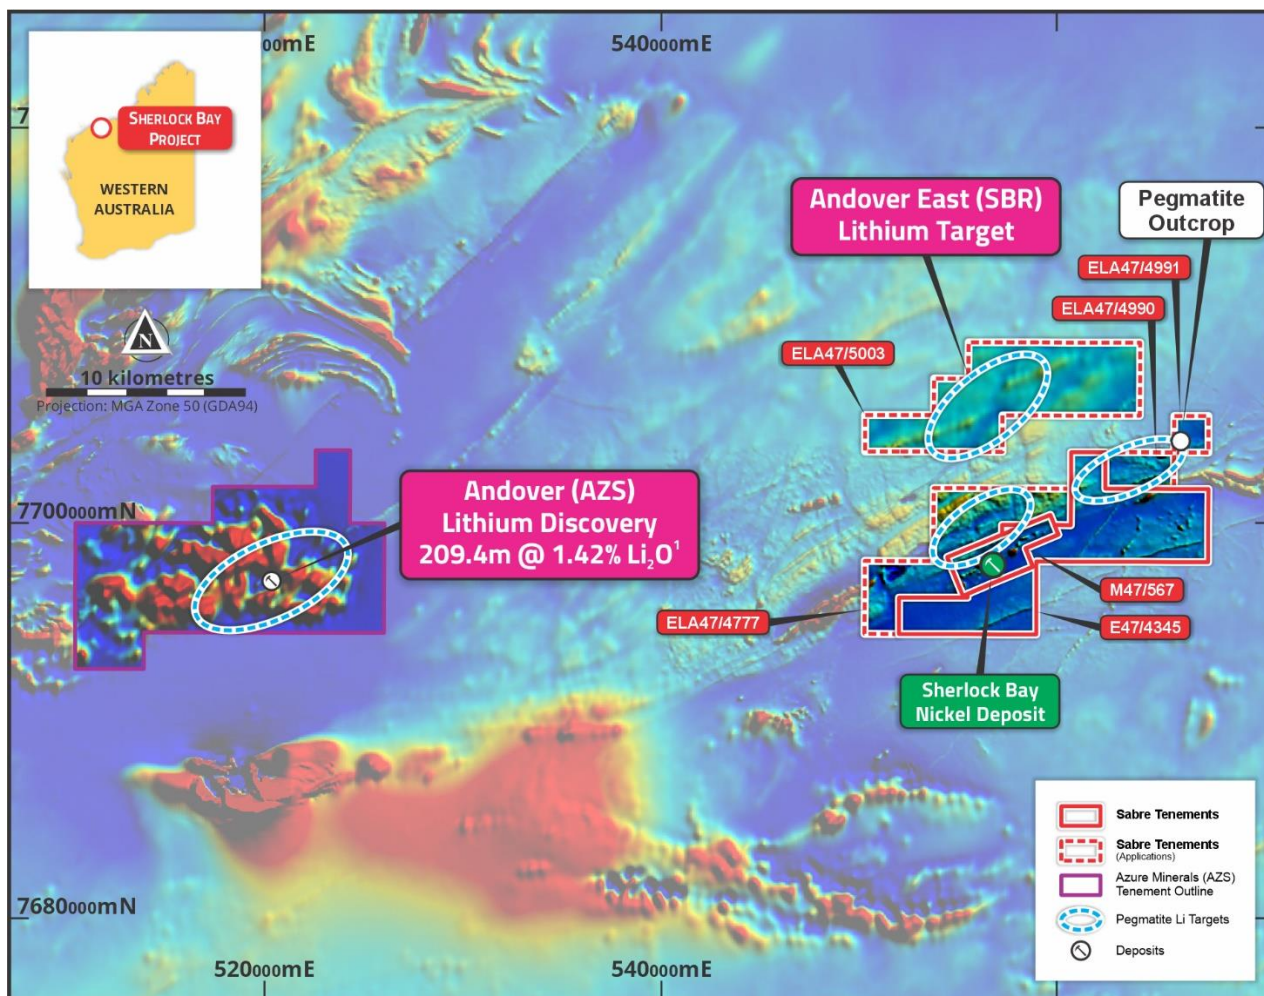 000mE
540000mE
SHERLOCK BAY
PROJECT
WESTERN
AUSTRALIA
7
N
10 kilometres
Projection: MGA Zone 50 (GDA94)
Andover East (SBR)
Lithium Target
Pegmatite
Outcrop
ELA47/4991
ELA47/4990
ELA47/5003
7700000mN
Andover (AZS)
Lithium Discovery
209.4m @ 1.42% Li₂O¹
M47/567
ELA47/4777
E47/4345
Sherlock Bay
Nickel Deposit
7680000mN
520000mE
540000mE
Sabre Tenements
Sabre Tenements
(Applications)
Azure Minerals (AZS)
Tenement Outline
Pegmatite Li Targets
Deposits